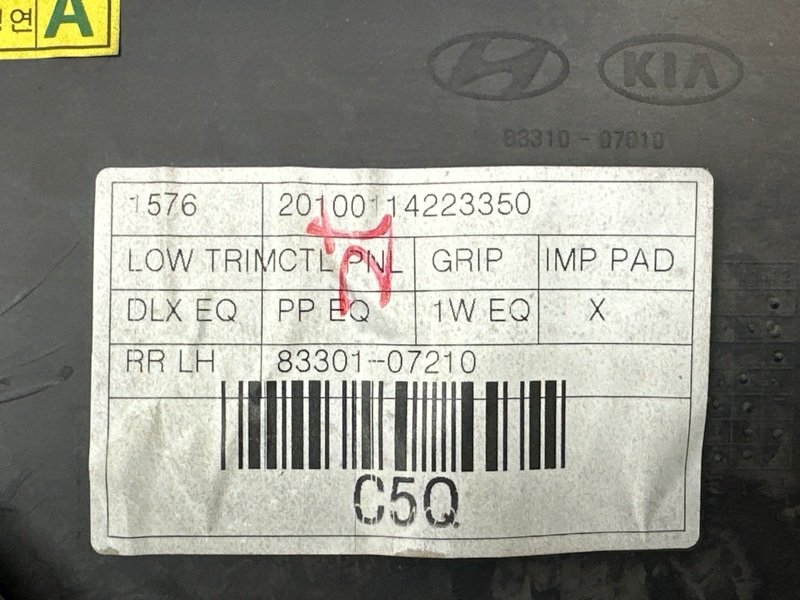 연 A
KIA
83310-07010
1576 20100114223350
LOW TRIM CTL PNL GRIP IMP PAD
DLX EQ PP EQ 1W EQ X
RR LH 83301-07210
C5Q